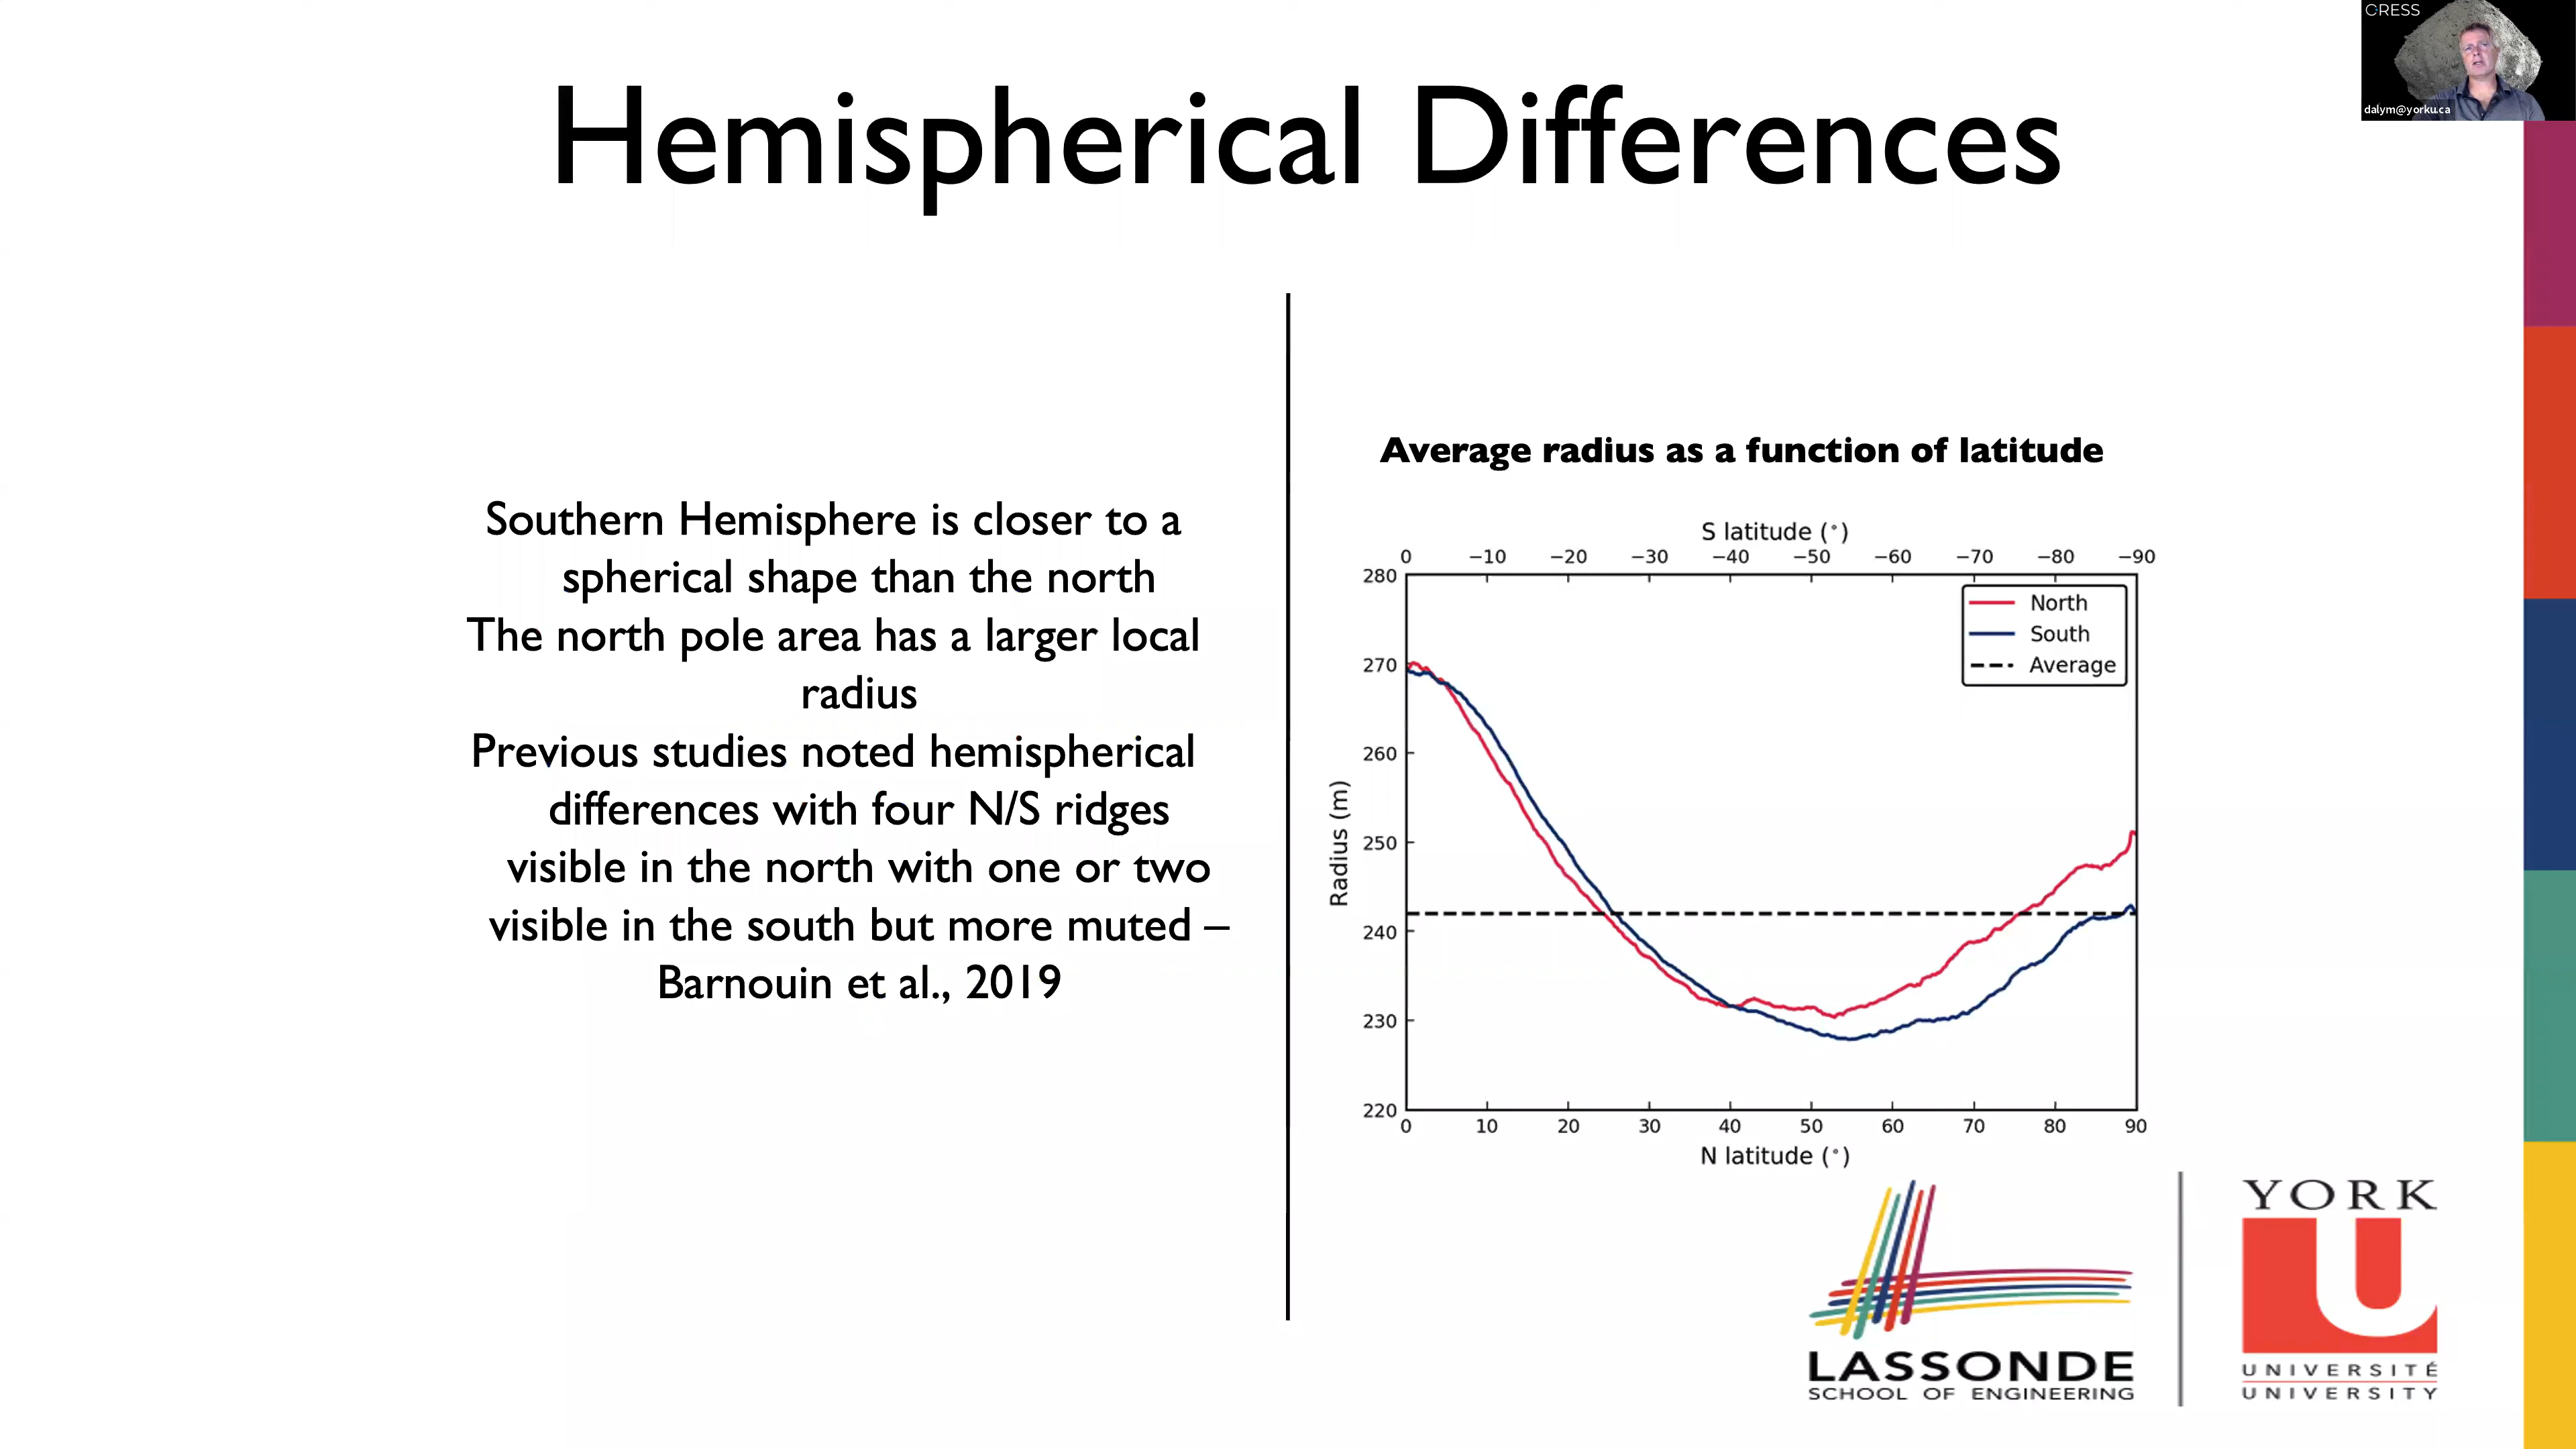 CRESS
dalym@yorku.ca
Hemispherical Differences
Southern Hemisphere is closer to a
spherical shape than the north
The north pole area has a larger local
radius
Previous studies noted hemispherical
differences with four N/S ridges
visible in the north with one or two
visible in the south but more muted –
Barnouin et al., 2019
Average radius as a function of latitude
S latitude (°)
0 −10 −20 −30 −40 −50 −60 −70 −80 −90
280
270
260
250
240
230
220
Radius (m)
North
South
Average
0 10 20 30 40 50 60 70 80 90
N latitude (°)
LASSONDE
SCHOOL OF ENGINEERING
YORK
U
UNIVERSITÉ
UNIVERSITY